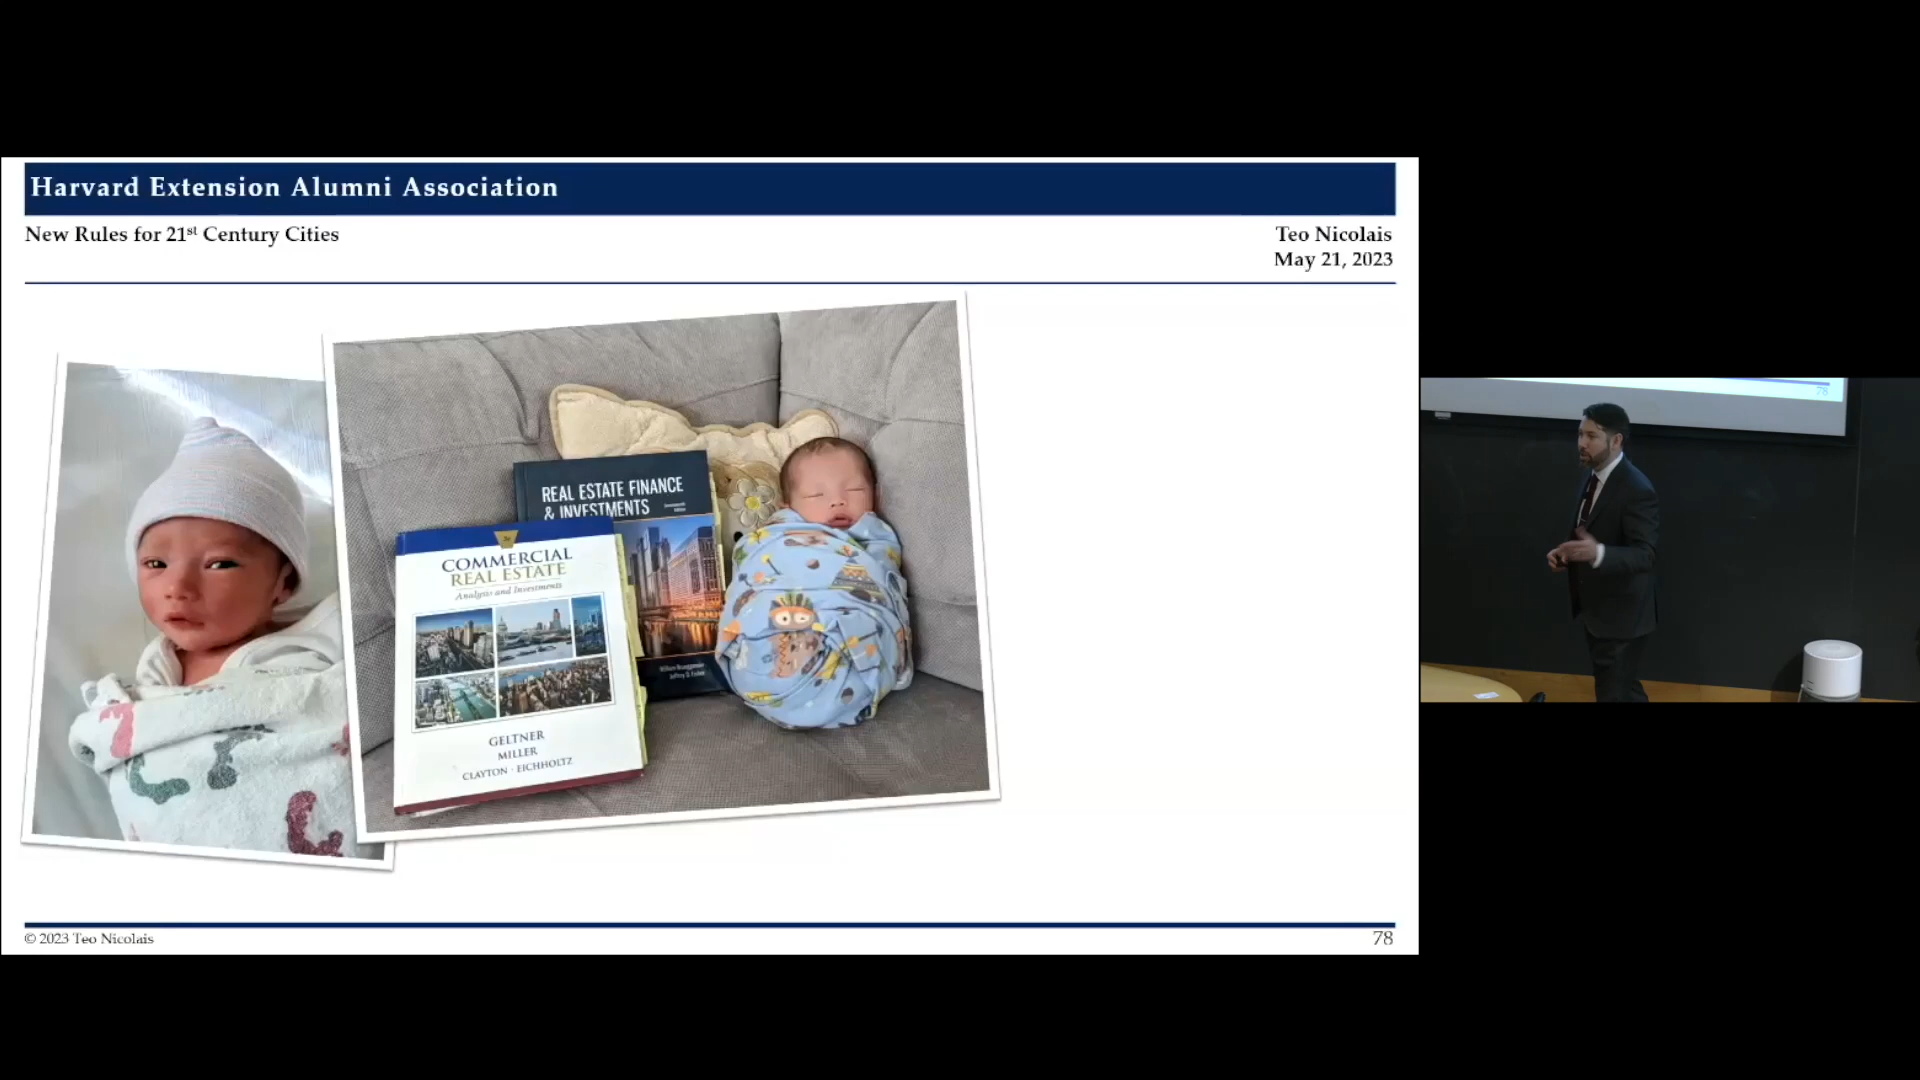 Harvard Extension Alumni Association
New Rules for 21st Century Cities
Teo Nicolais
May 21, 2023
REAL ESTATE FINANCE
& INVESTMENTS
COMMERCIAL
REAL ESTATE
Analysis and Investments
GELTNER
MILLER
CLAYTON · EICHHOLTZ
© 2023 Teo Nicolais
78
78